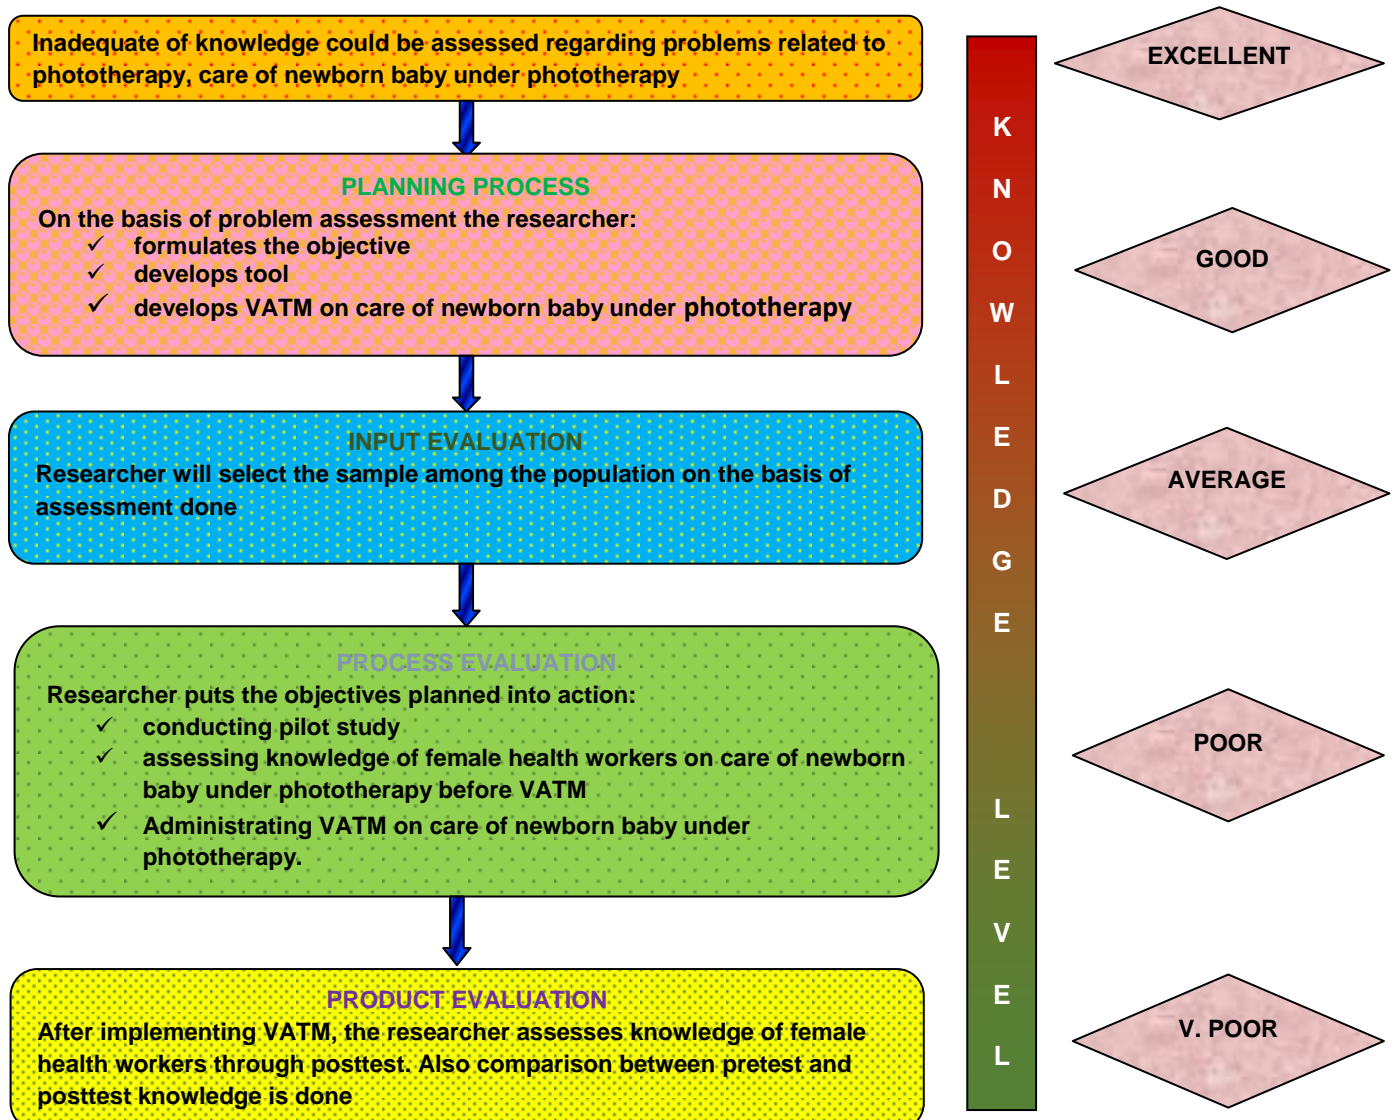 Inadequate of knowledge could be assessed regarding problems related to
phototherapy, care of newborn baby under phototherapy
PLANNING PROCESS
On the basis of problem assessment the researcher:
✓ formulates the objective
✓ develops tool
✓ develops VATM on care of newborn baby under phototherapy
INPUT EVALUATION
Researcher will select the sample among the population on the basis of
assessment done
PROCESS EVALUATION
Researcher puts the objectives planned into action:
✓ conducting pilot study
✓ assessing knowledge of female health workers on care of newborn
baby under phototherapy before VATM
✓ Administrating VATM on care of newborn baby under
phototherapy.
PRODUCT EVALUATION
After implementing VATM, the researcher assesses knowledge of female
health workers through posttest. Also comparison between pretest and
posttest knowledge is done
K
N
O
W
L
E
D
G
E
L
E
V
E
L
EXCELLENT
GOOD
AVERAGE
POOR
V. POOR